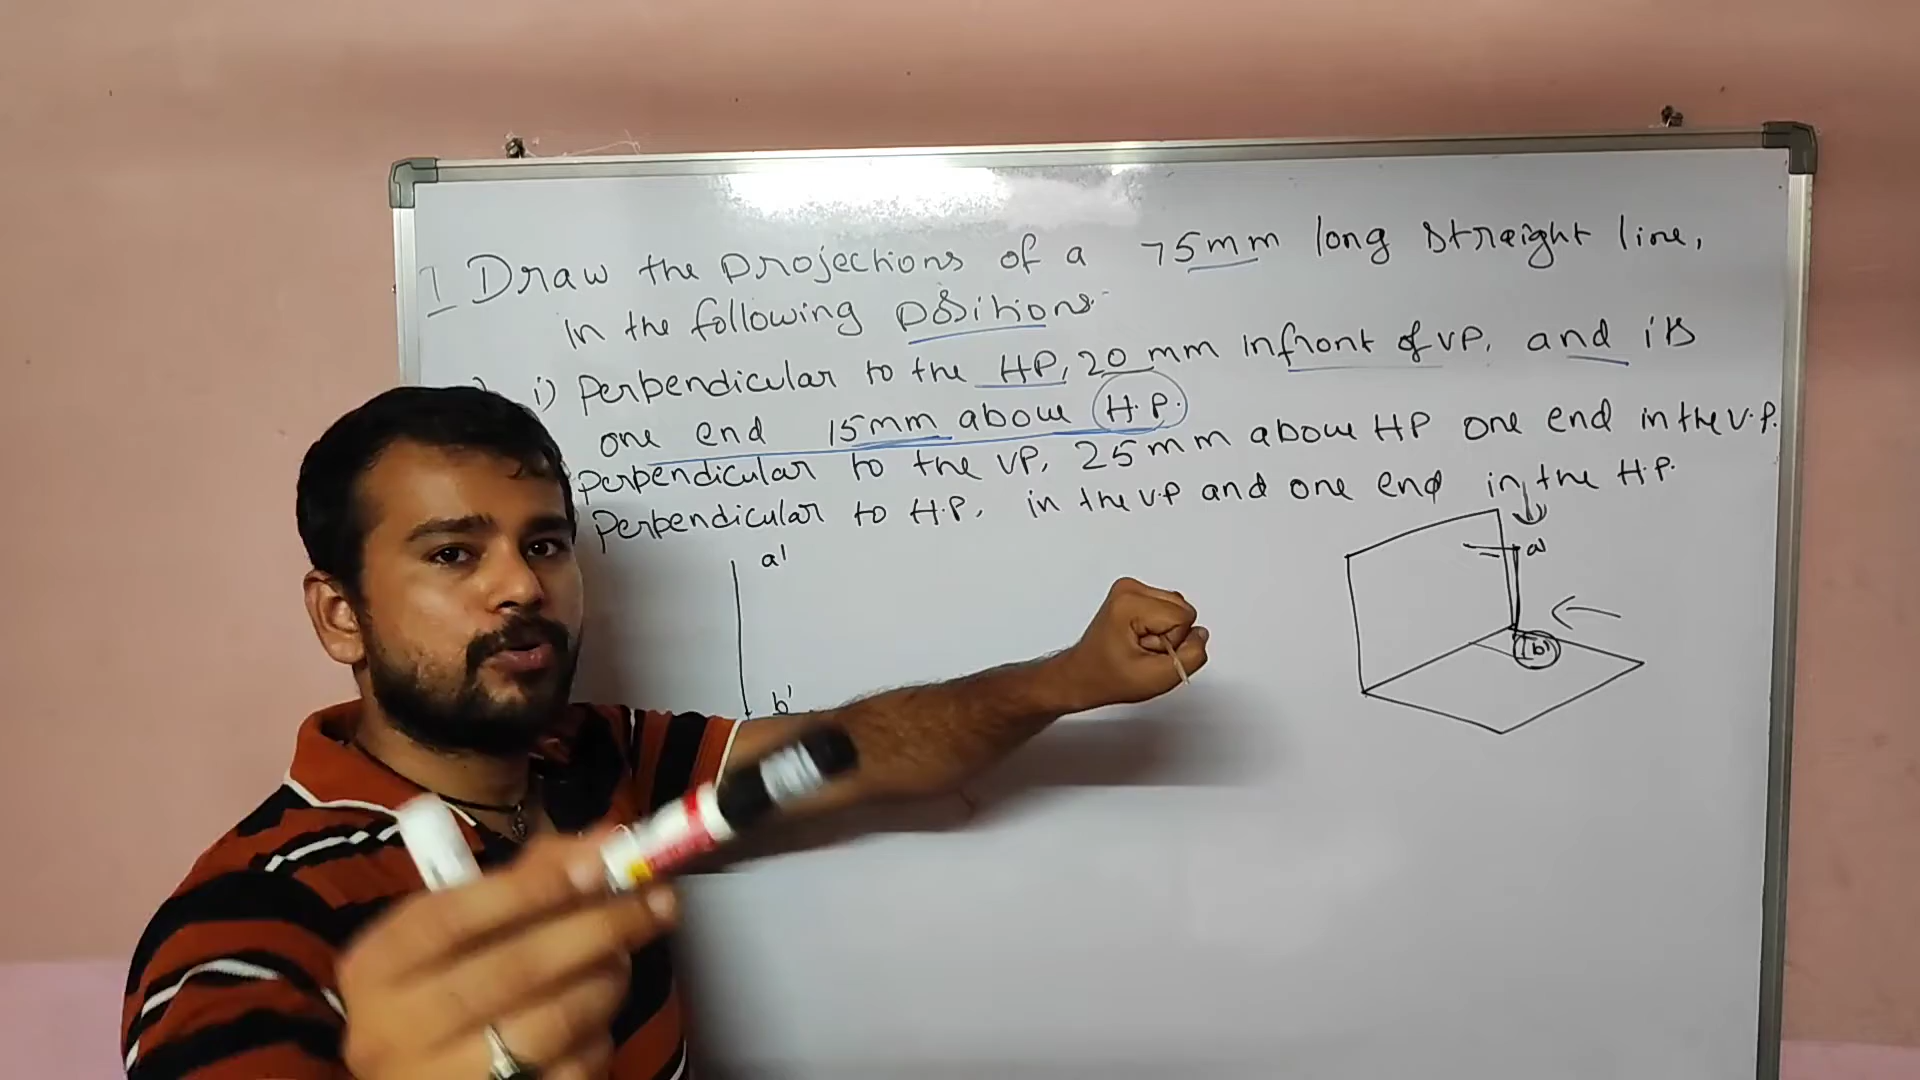 1 Draw the projections of a 75mm long straight line,
in the following positions
i) perpendicular to the HP, 20 mm infront of VP, and its
one end 15mm above H.P.
perpendicular to the VP, 25mm above HP one end in the V.P.
perpendicular to H.P, in the V.P and one end in the H.P.
a'
b'
a'
b'